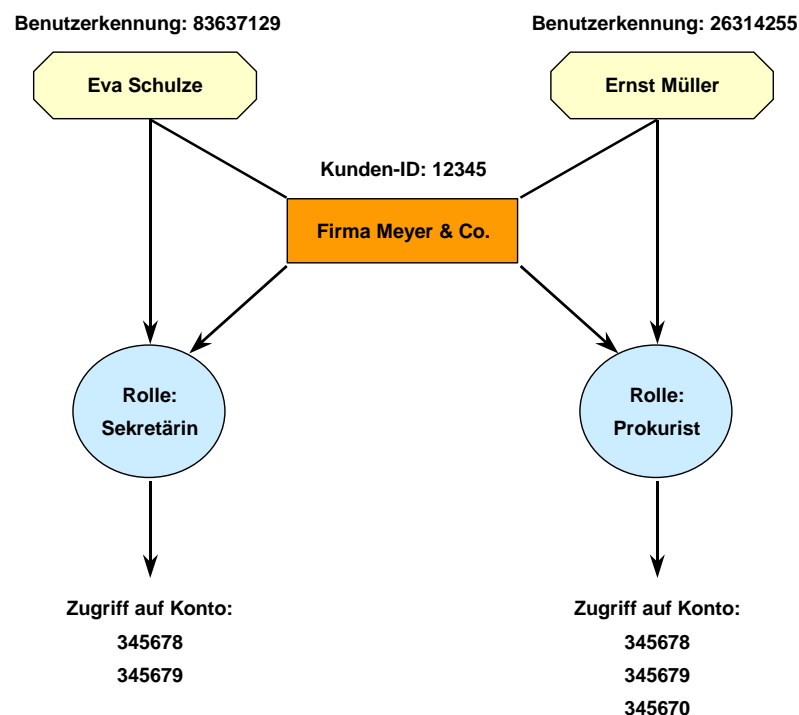 Benutzerkennung: 83637129
Benutzerkennung: 26314255
Eva Schulze
Ernst Müller
Kunden-ID: 12345
Firma Meyer & Co.
Rolle:
Sekretärin
Rolle:
Prokurist
Zugriff auf Konto:
345678
345679
Zugriff auf Konto:
345678
345679
345670